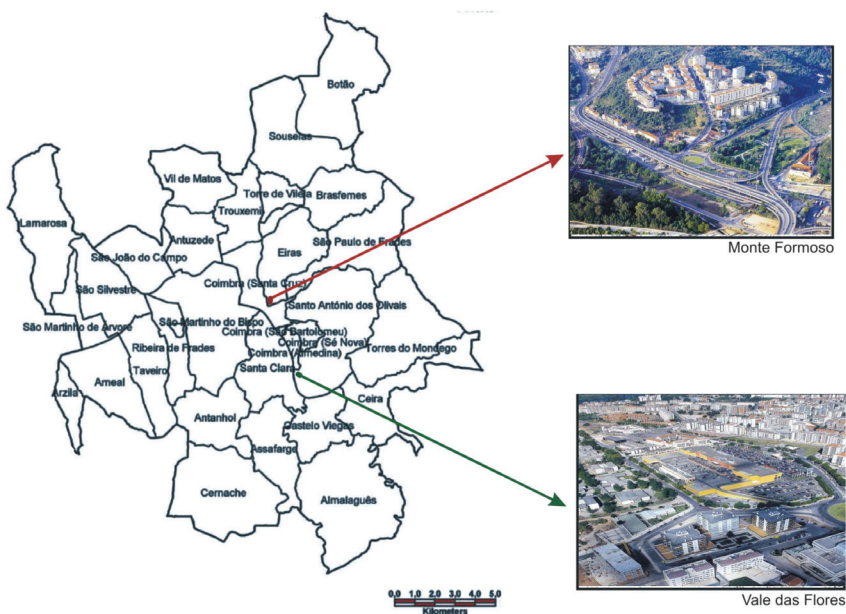 Botão
Souselas
Vil de Matos
Torre de Vilela
Brasfemes
Trouxemil
Lamarosa
Antuzede
Eiras
São Paulo de Frades
São João do Campo
Coimbra (Santa Cruz)
São Silvestre
Santo António dos Olivais
São Martinho de Árvore
São Martinho do Bispo
Coimbra (São Bartolomeu)
Coimbra (Sé Nova)
Ribeira de Frades
Coimbra (Almedina)
Torres do Mondego
Taveiro
Santa Clara
Ameal
Arzila
Ceira
Antanhol
Castelo Viegas
Assafarge
Cernache
Almalaguês
0,0 1,0 2,0 3,0 4,0 5,0
Kilometers
Monte Formoso
Vale das Flores